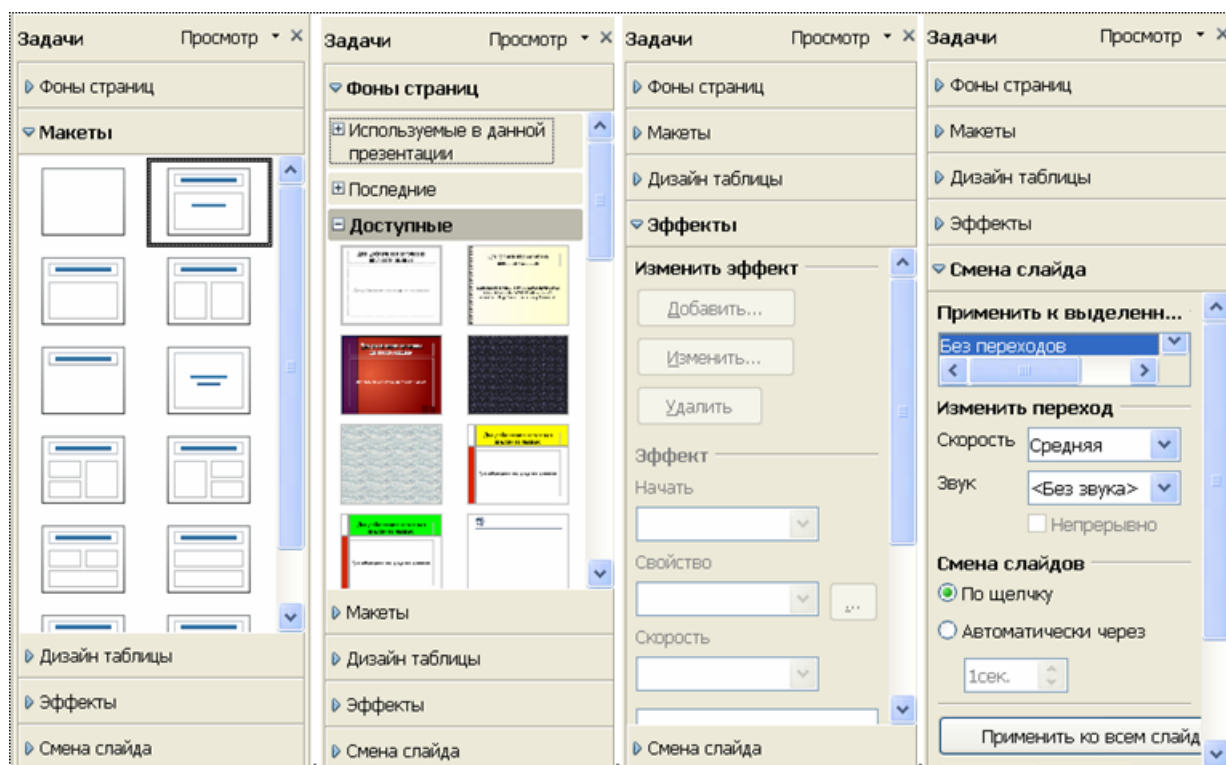 Задачи Просмотр
Фоны страниц
Макеты
Дизайн таблицы
Эффекты
Смена слайда
Задачи Просмотр
Фоны страниц
Используемые в данной
презентации
Последние
Доступные
Макеты
Дизайн таблицы
Эффекты
Смена слайда
Задачи Просмотр
Фоны страниц
Макеты
Дизайн таблицы
Эффекты
Изменить эффект
Добавить...
Изменить...
Удалить
Эффект
Начать
Свойство
...
Скорость
Смена слайда
Задачи Просмотр
Фоны страниц
Макеты
Дизайн таблицы
Эффекты
Смена слайда
Применить к выделенн...
Без переходов
Изменить переход
Скорость Средняя
Звук <Без звука>
Непрерывно
Смена слайдов
По щелчку
Автоматически через
1сек.
Применить ко всем слайд